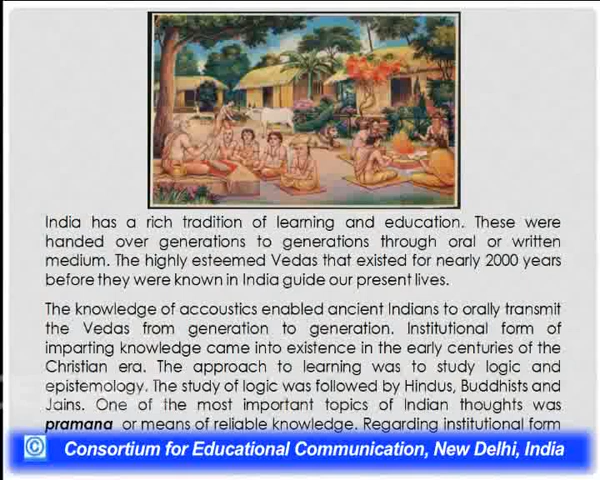 India has a rich tradition of learning and education. These were
handed over generations to generations through oral or written
medium. The highly esteemed Vedas that existed for nearly 2000 years
before they were known in India guide our present lives.
The knowledge of accoustics enabled ancient Indians to orally transmit
the Vedas from generation to generation. Institutional form of
imparting knowledge came into existence in the early centuries of the
Christian era. The approach to learning was to study logic and
epistemology. The study of logic was followed by Hindus, Buddhists and
Jains. One of the most important topics of Indian thoughts was
pramana or means of reliable knowledge. Regarding institutional form
© Consortium for Educational Communication, New Delhi, India